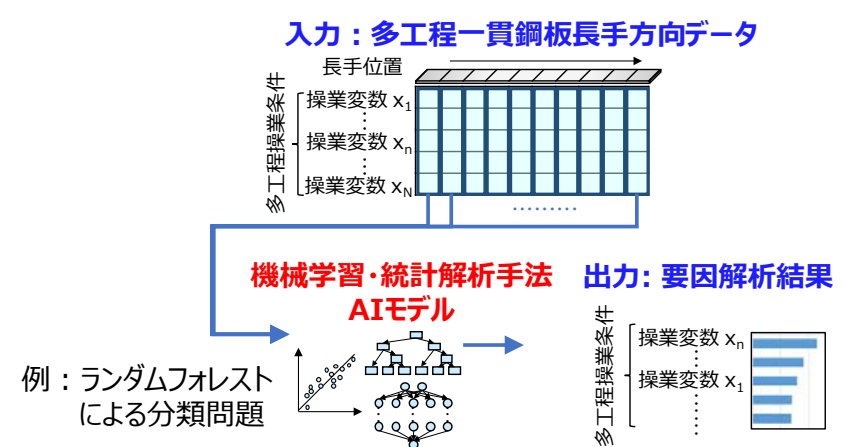 入力：多工程一貫鋼板長手方向データ
長手位置
多工程操業条件
操業変数 x1
操業変数 xn
操業変数 xN
………
機械学習・統計解析手法
AIモデル
出力: 要因解析結果
多工程操業条件
操業変数 xn
操業変数 x1
例：ランダムフォレスト
による分類問題